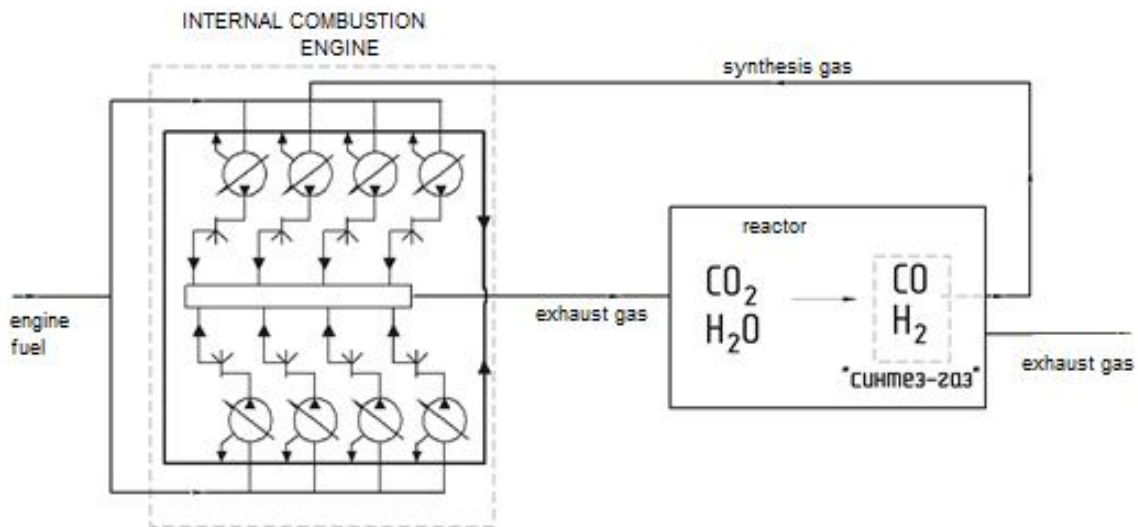 INTERNAL COMBUSTION
ENGINE
synthesis gas
reactor
CO₂
H₂O
CO
H₂
"синтез-газ"
engine
fuel
exhaust gas
exhaust gas